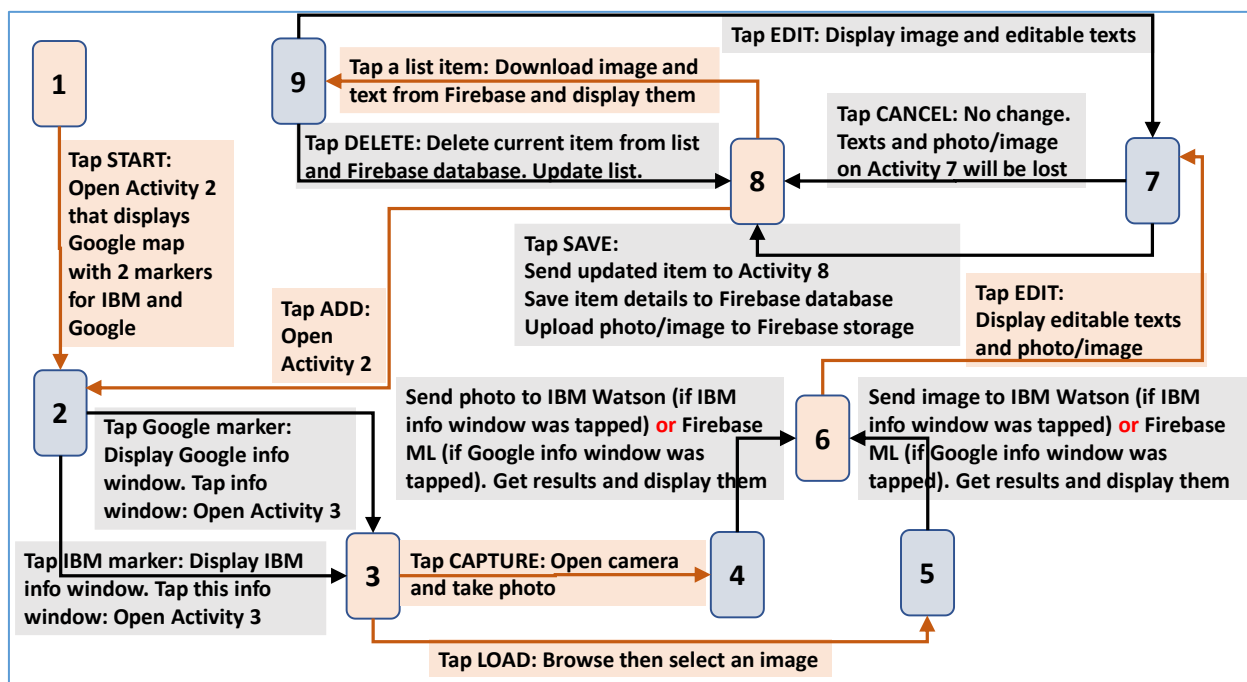 1
Tap START:
Open Activity 2
that displays
Google map
with 2 markers
for IBM and
Google
9
Tap a list item: Download image and
text from Firebase and display them
Tap EDIT: Display image and editable texts
Tap DELETE: Delete current item from list
and Firebase database. Update list.
8
Tap CANCEL: No change.
Texts and photo/image
on Activity 7 will be lost
7
Tap SAVE:
Send updated item to Activity 8
Save item details to Firebase database
Upload photo/image to Firebase storage
Tap ADD:
Open
Activity 2
Tap EDIT:
Display editable texts
and photo/image
2
Tap Google marker:
Display Google info
window. Tap info
window: Open Activity 3
Send photo to IBM Watson (if IBM
info window was tapped) or Firebase
ML (if Google info window was
tapped). Get results and display them
6
Send image to IBM Watson (if IBM
info window was tapped) or Firebase
ML (if Google info window was
tapped). Get results and display them
Tap IBM marker: Display IBM
info window. Tap this info
window: Open Activity 3
3
Tap CAPTURE: Open camera
and take photo
4
5
Tap LOAD: Browse then select an image